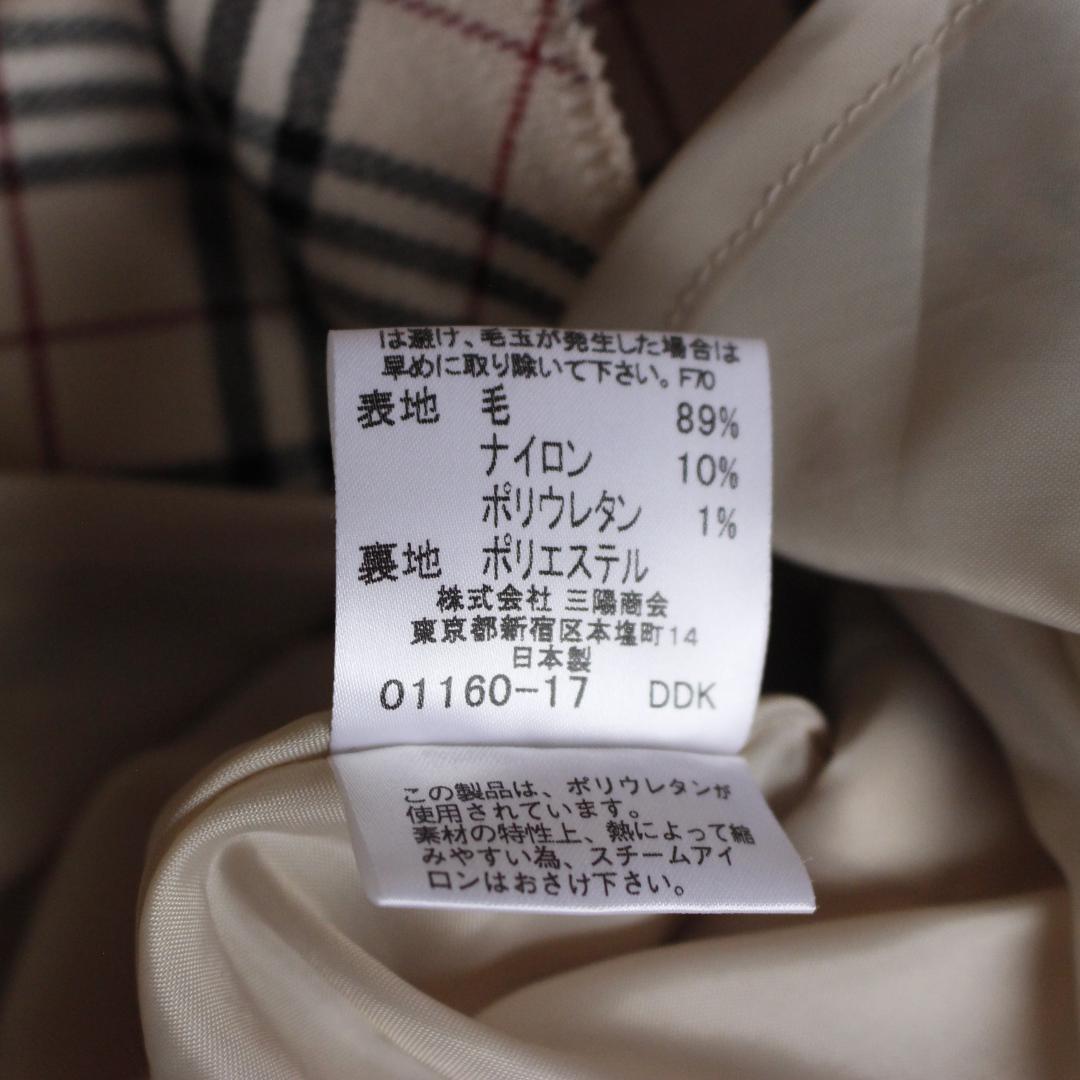 は避け、毛玉が発生した場合は
早めに取り除いて下さい。F70
表地 毛 89%
ナイロン 10%
ポリウレタン 1%
裏地 ポリエステル
株式会社 三陽商会
東京都新宿区本塩町14
日本製
01160-17 DDK
この製品は、ポリウレタンが
使用されています。
素材の特性上、熱によって縮
みやすい為、スチームアイ
ロンはおさけ下さい。